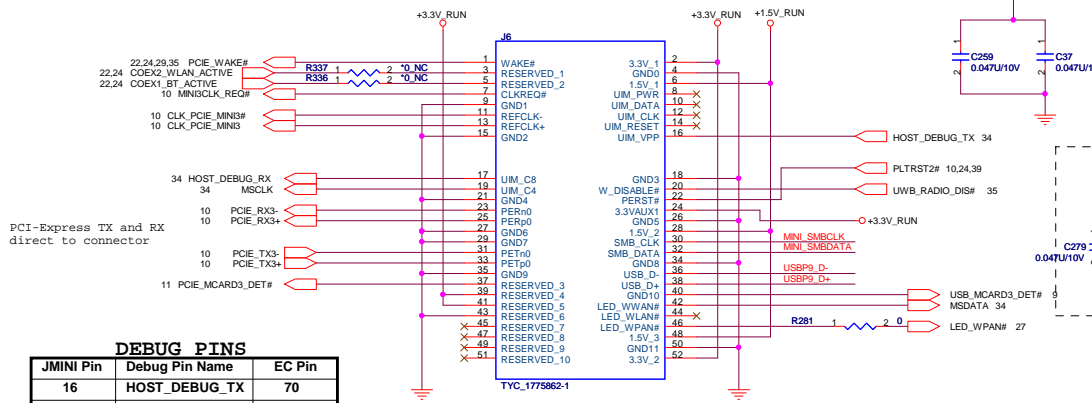 +3.3V_RUN
+3.3V_RUN
+1.5V_RUN
J6
22,24,29,35 PCIE_WAKE# 1 WAKE#
22,24 COEX2_WLAN_ACTIVE R337 1 2 *0_NC 3 RESERVED_1
22,24 COEX1_BT_ACTIVE R336 1 2 *0_NC 5 RESERVED_2
10 MINI3CLK_REQ# 7 CLKREQ#
9 GND1
10 CLK_PCIE_MINI3# 11 REFCLK-
10 CLK_PCIE_MINI3 13 REFCLK+
15 GND2
34 HOST_DEBUG_RX 17 UIM_C8
34 MSCLK 19 UIM_C4
21 GND4
10 PCIE_RX3- 23 PERn0
10 PCIE_RX3+ 25 PERp0
27 GND6
29 GND7
10 PCIE_TX3- 31 PETn0
10 PCIE_TX3+ 33 PETp0
35 GND9
11 PCIE_MCARD3_DET# 37 RESERVED_3
39 RESERVED_4
41 RESERVED_5
43 RESERVED_6
45 RESERVED_7
47 RESERVED_8
49 RESERVED_9
51 RESERVED_10
3.3V_1 2
GND0 4
1.5V_1 6
UIM_PWR 8
UIM_DATA 10
UIM_CLK 12
UIM_RESET 14
UIM_VPP 16 HOST_DEBUG_TX 34
GND3 18
W_DISABLE# 20 UWB_RADIO_DIS# 35
PERST# 22 PLTRST2# 10,24,39
3.3VAUX1 24 +3.3V_RUN
GND5 26
1.5V_2 28
SMB_CLK 30 MINI_SMBCLK
SMB_DATA 32 MINI_SMBDATA
GND8 34
USB_D- 36 USBP9_D-
USB_D+ 38 USBP9_D+
GND10 40 USB_MCARD3_DET# 9
LED_WWAN# 42 MSDATA 34
LED_WLAN# 44
LED_WPAN# 46 R281 1 2 0 LED_WPAN# 27
1.5V_3 48
GND11 50
3.3V_2 52
TYC_1775862-1
PCI-Express TX and RX
direct to connector
1 C259 2 0.047U/10V
1 C37 2 0.047U/1
C279
0.047U/10V
DEBUG PINS
JMINI Pin Debug Pin Name EC Pin
16 HOST_DEBUG_TX 70